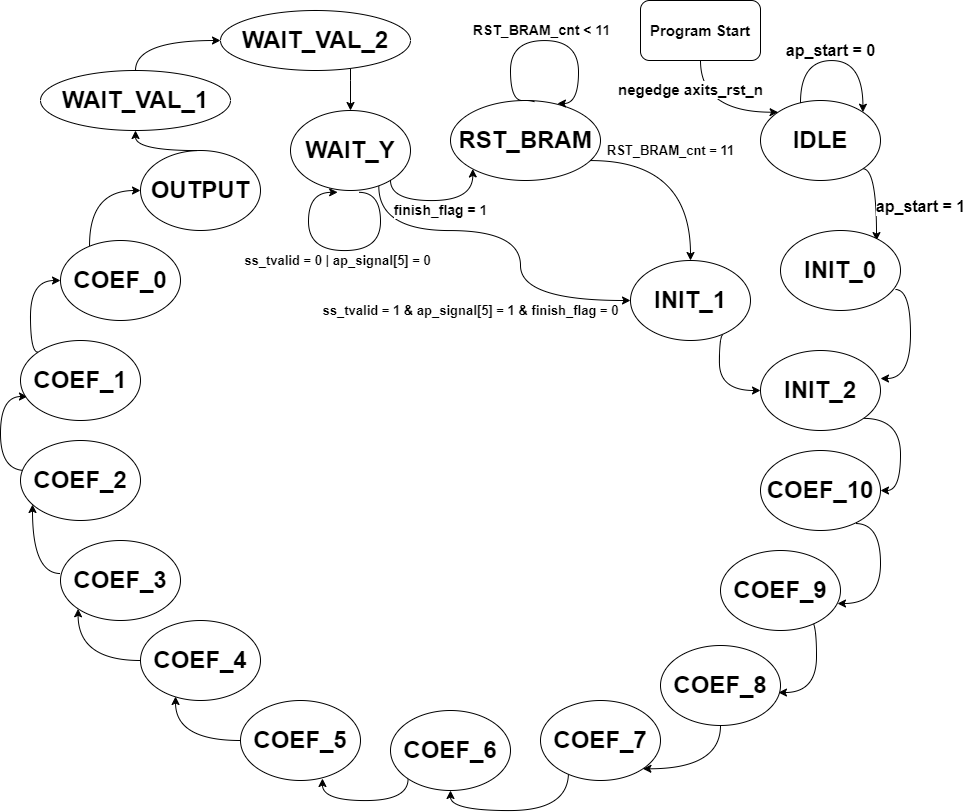 Program Start
negedge axits_rst_n
ap_start = 0
IDLE
ap_start = 1
INIT_0
INIT_2
COEF_10
COEF_9
COEF_8
COEF_7
COEF_6
COEF_5
COEF_4
COEF_3
COEF_2
COEF_1
COEF_0
OUTPUT
WAIT_VAL_1
WAIT_VAL_2
WAIT_Y
ss_tvalid = 0 | ap_signal[5] = 0
finish_flag = 1
RST_BRAM_cnt < 11
RST_BRAM
RST_BRAM_cnt = 11
ss_tvalid = 1 & ap_signal[5] = 1 & finish_flag = 0
INIT_1